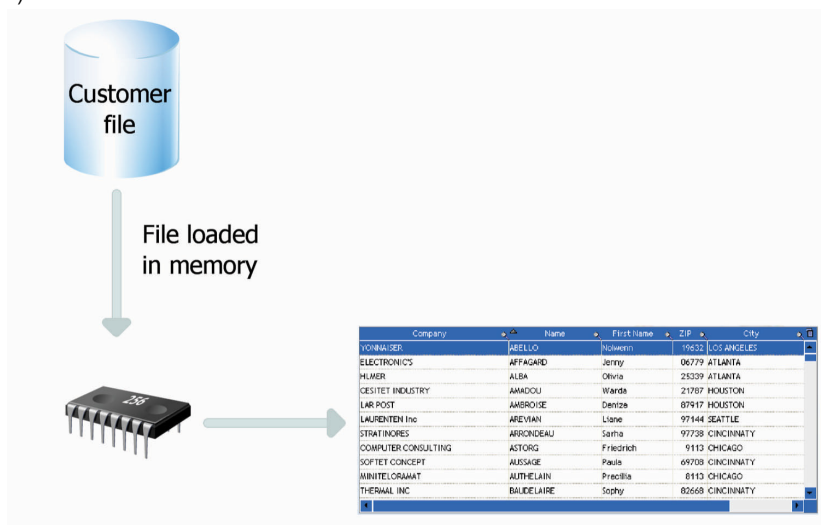 )
Customer
file
File loaded
in memory
256
Company Name First Name ZIP City
YONNAISER ABELLO Nolwenn 19632 LOS ANGELES
ELECTRONIC'S AFFAGARD Jenny 06779 ATLANTA
HLMER ALBA Olivia 25339 ATLANTA
CESITET INDUSTRY AMADOU Warda 21787 HOUSTON
LAR POST AMBROISE Denize 87917 HOUSTON
LAURENTEN Inc AREVIAN Liane 97144 SEATTLE
STRATINORES ARRONDEAU Sarha 97738 CINCINNATY
COMPUTER CONSULTING ASTORG Friedrich 9113 CHICAGO
SOFTET CONCEPT AUSSAGE Paula 69708 CINCINNATY
MINITELORAMAT AUTHELAIN Precillia 8113 CHICAGO
THERMAL INC BAUDELAIRE Sophy 82668 CINCINNATY